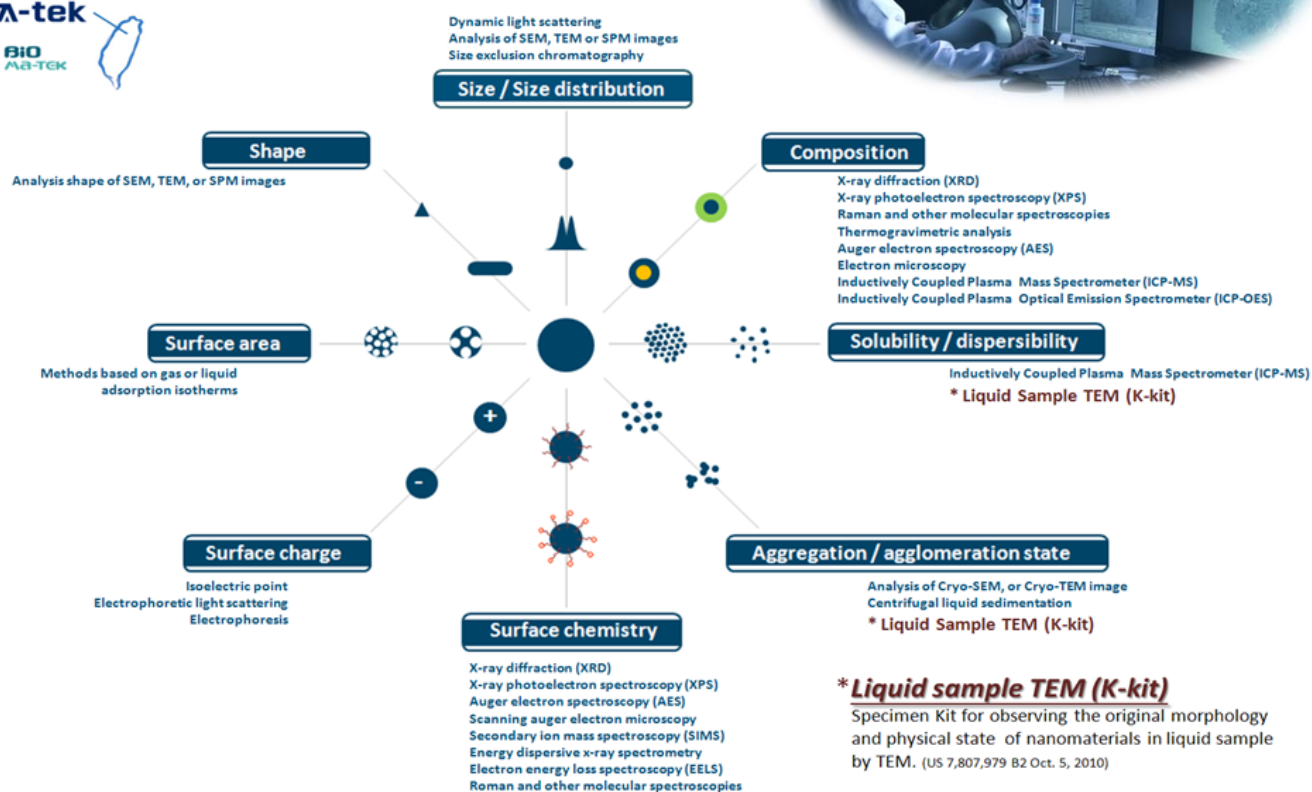 Λ-tek
BiO
Ma-TEK
Dynamic light scattering
Analysis of SEM, TEM or SPM images
Size exclusion chromatography
Size / Size distribution
Shape
Analysis shape of SEM, TEM, or SPM images
Composition
X-ray diffraction (XRD)
X-ray photoelectron spectroscopy (XPS)
Raman and other molecular spectroscopies
Thermogravimetric analysis
Auger electron spectroscopy (AES)
Electron microscopy
Inductively Coupled Plasma Mass Spectrometer (ICP-MS)
Inductively Coupled Plasma Optical Emission Spectrometer (ICP-OES)
Surface area
Methods based on gas or liquid
adsorption isotherms
Solubility / dispersibility
Inductively Coupled Plasma Mass Spectrometer (ICP-MS)
* Liquid Sample TEM (K-kit)
+
-
Surface charge
Isoelectric point
Electrophoretic light scattering
Electrophoresis
Aggregation / agglomeration state
Analysis of Cryo-SEM, or Cryo-TEM image
Centrifugal liquid sedimentation
* Liquid Sample TEM (K-kit)
Surface chemistry
X-ray diffraction (XRD)
X-ray photoelectron spectroscopy (XPS)
Auger electron spectroscopy (AES)
Scanning auger electron microscopy
Secondary ion mass spectroscopy (SIMS)
Energy dispersive x-ray spectrometry
Electron energy loss spectroscopy (EELS)
Roman and other molecular spectroscopies
*Liquid sample TEM (K-kit)
Specimen Kit for observing the original morphology
and physical state of nanomaterials in liquid sample
by TEM. (US 7,807,979 B2 Oct. 5, 2010)